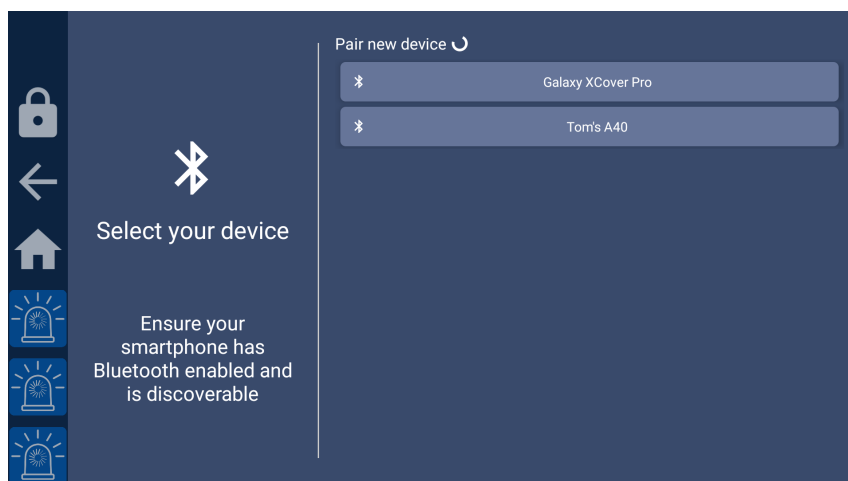 Pair new device
Galaxy XCover Pro
Tom's A40
Select your device
Ensure your
smartphone has
Bluetooth enabled and
is discoverable